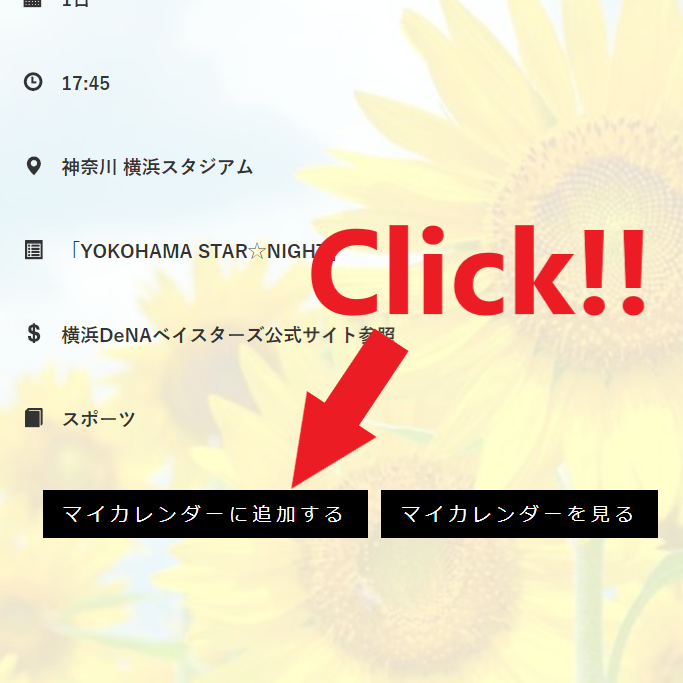 1日
17:45
神奈川 横浜スタジアム
「YOKOHAMA STAR☆NIGHT」
Click!!
横浜DeNAベイスターズ公式サイト参照
スポーツ
マイカレンダーに追加する
マイカレンダーを見る